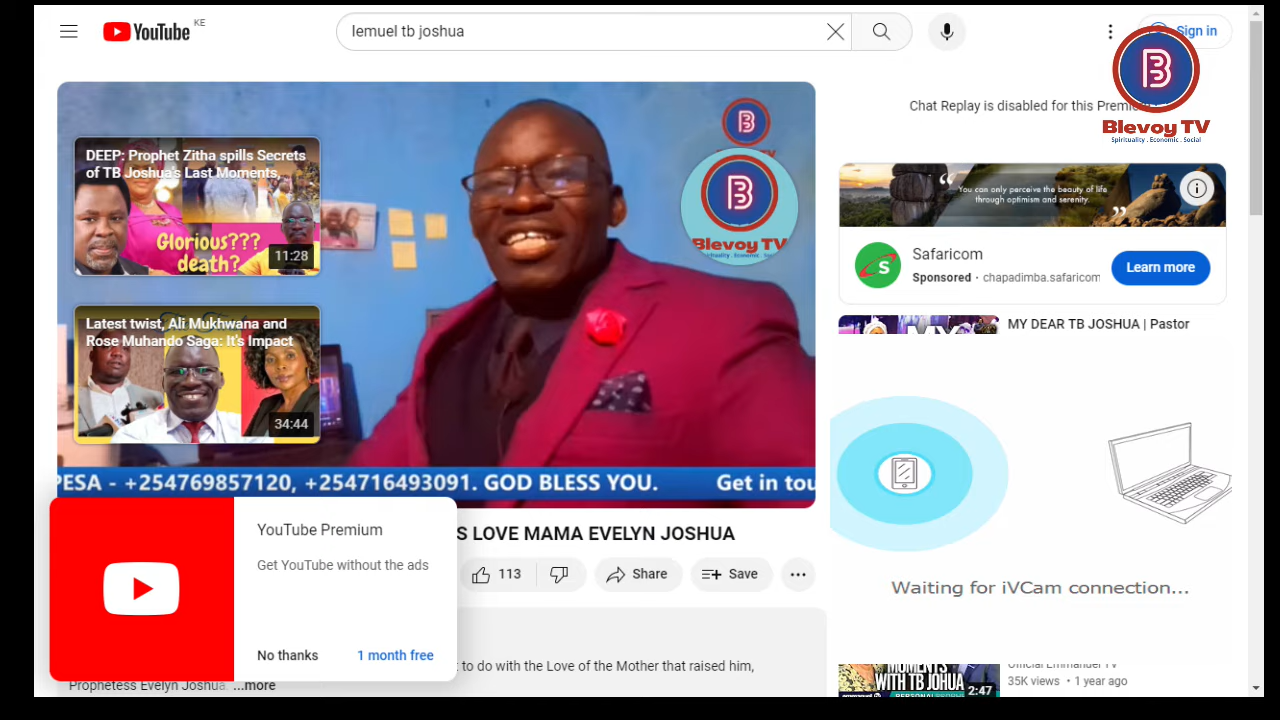 YouTube KE
lemuel tb joshua
Sign in
Blevoy TV
Spirituality . Economic . Social
Chat Replay is disabled for this Premi
DEEP: Prophet Zitha spills Secrets
of TB Joshua's Last Moments,
Glorious???
death?
11:28
Latest twist, Ali Mukhwana and
Rose Muhando Saga: It's Impact
34:44
Blevoy TV
PESA - +254769857120, +254716493091. GOD BLESS YOU. Get in tou
“ You can only perceive the beauty of life
through optimism and serenity. ”
Safaricom
Sponsored · chapadimba.safaricom
Learn more
MY DEAR TB JOSHUA | Pastor
Waiting for iVCam connection...
S LOVE MAMA EVELYN JOSHUA
113
Share
Save
YouTube Premium
Get YouTube without the ads
No thanks
1 month free
to do with the Love of the Mother that raised him,
Prophetess Evelyn Joshua. ...more
MOMENTS
WITH TB JOHUA
2:47
Official Emmanuel TV
35K views • 1 year ago